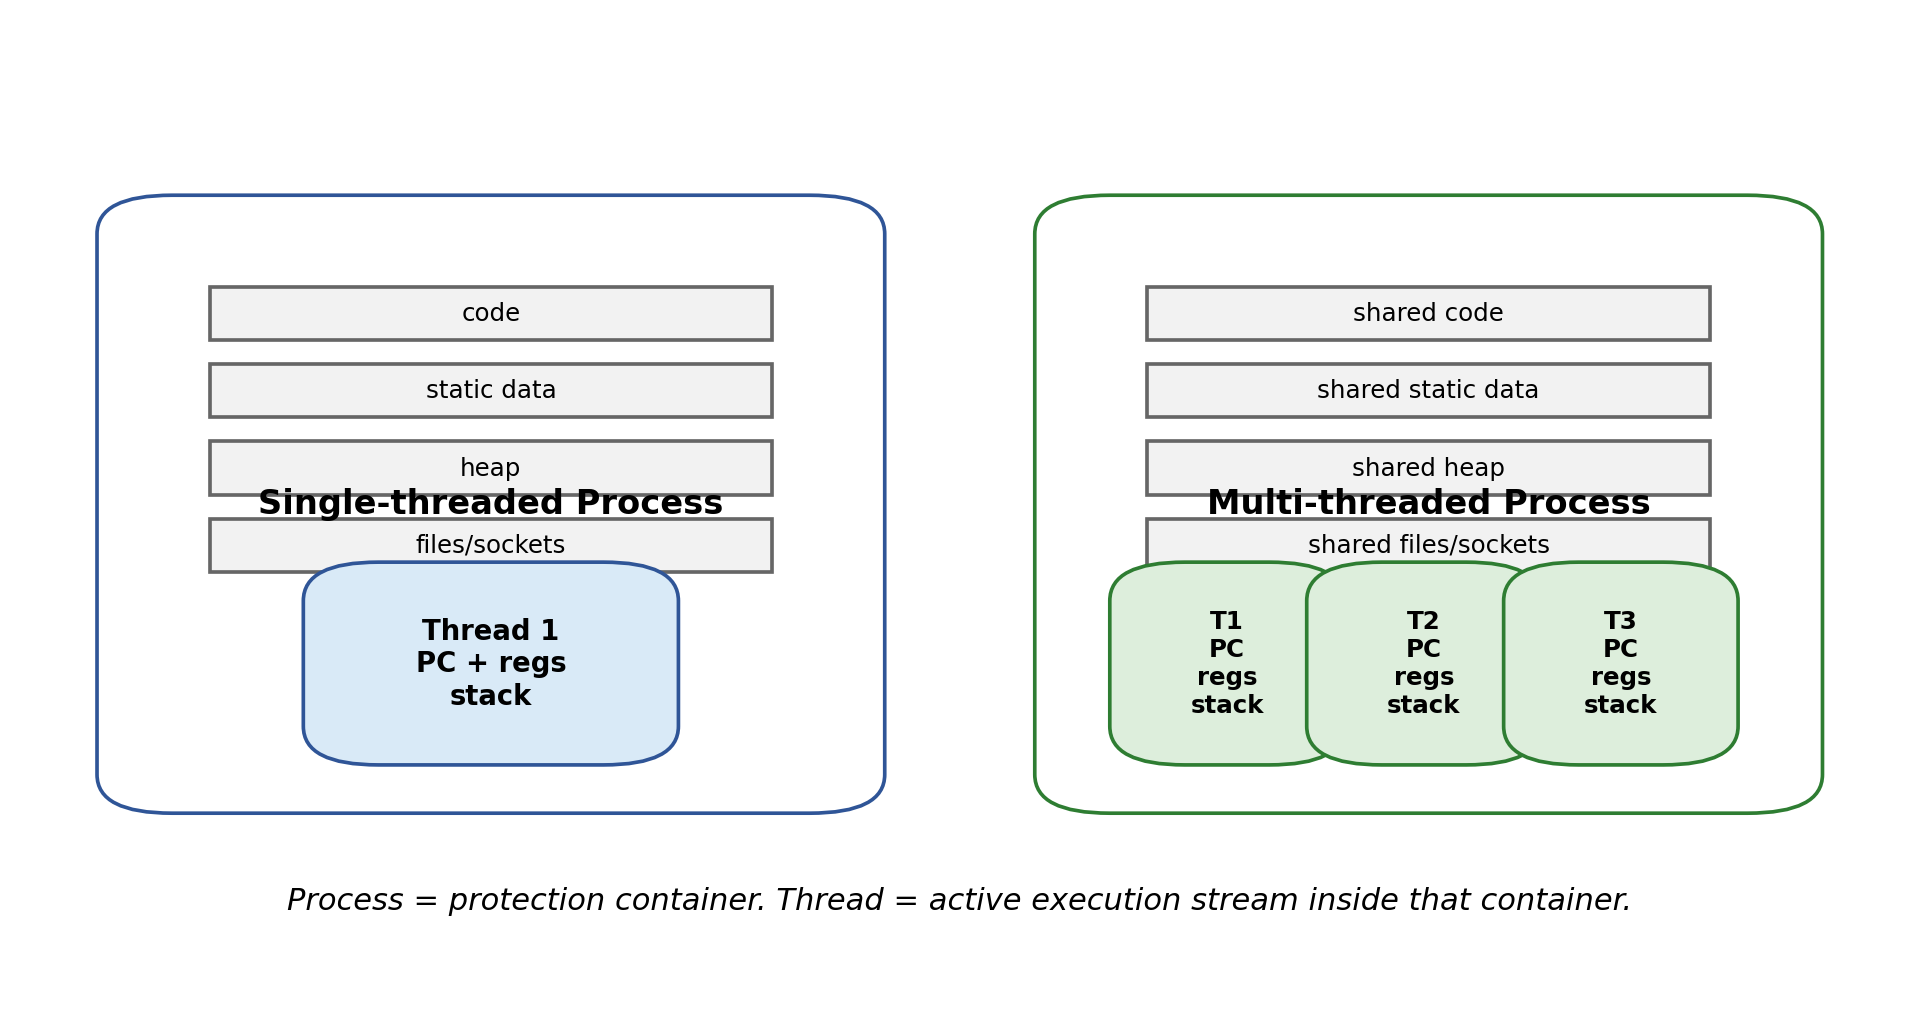 code
static data
heap
Single-threaded Process
files/sockets
Thread 1
PC + regs
stack
shared code
shared static data
shared heap
Multi-threaded Process
shared files/sockets
T1
PC
regs
stack
T2
PC
regs
stack
T3
PC
regs
stack
Process = protection container. Thread = active execution stream inside that container.